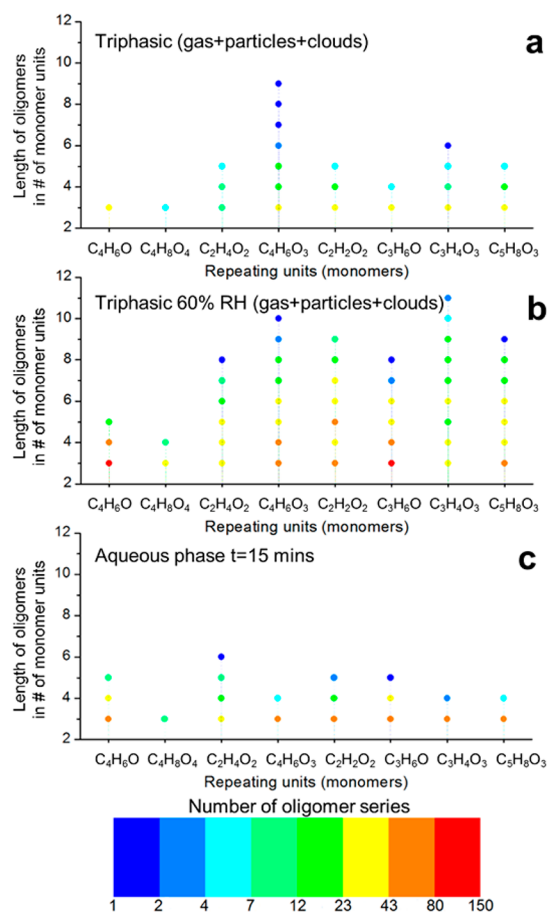 Triphasic (gas+particles+clouds)
a
Length of oligomers
in # of monomer units
12
10
8
6
4
2
C₄H₆O C₄H₈O₄ C₂H₄O₂ C₄H₆O₃ C₂H₂O₂ C₃H₆O C₃H₄O₃ C₅H₈O₃
Repeating units (monomers)
Triphasic 60% RH (gas+particles+clouds)
b
Length of oligomers
in # of monomer units
12
10
8
6
4
2
C₄H₆O C₄H₈O₄ C₂H₄O₂ C₄H₆O₃ C₂H₂O₂ C₃H₆O C₃H₄O₃ C₅H₈O₃
Repeating units (monomers)
Aqueous phase t=15 mins
c
Length of oligomers
in # of monomer units
12
10
8
6
4
2
C₄H₆O C₄H₈O₄ C₂H₄O₂ C₄H₆O₃ C₂H₂O₂ C₃H₆O C₃H₄O₃ C₅H₈O₃
Repeating units (monomers)
Number of oligomer series
1 2 4 7 12 23 43 80 150